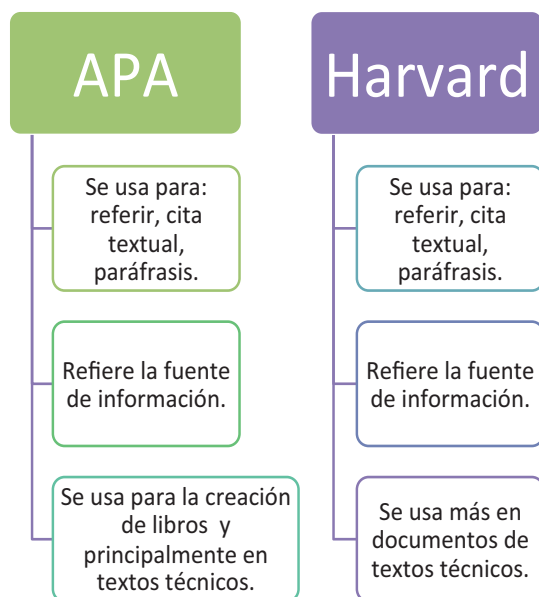 APA
Se usa para:
referir, cita
textual,
paráfrasis.
Refiere la fuente
de información.
Se usa para la creación
de libros y
principalmente en
textos técnicos.
Harvard
Se usa para:
referir, cita
textual,
paráfrasis.
Refiere la fuente
de información.
Se usa más en
documentos de
textos técnicos.